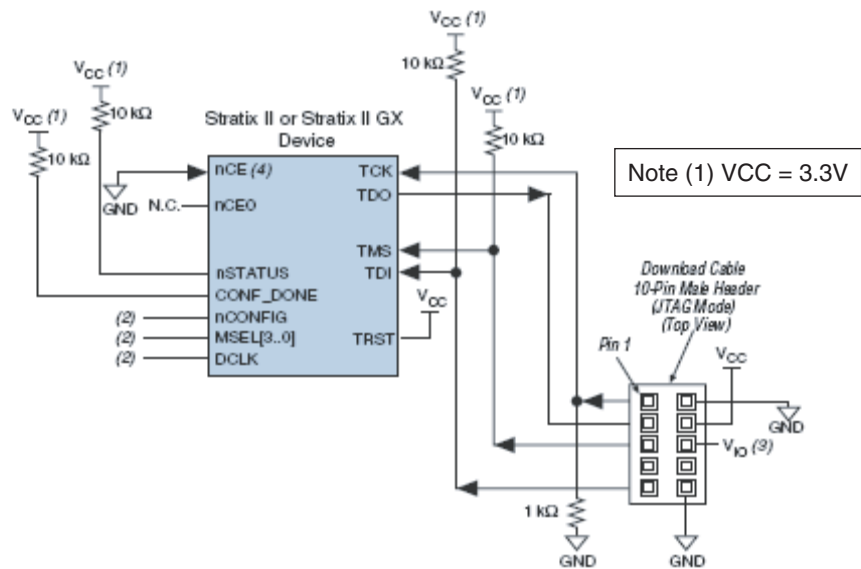 VCC (1)
10 kΩ
VCC (1)
10 kΩ
VCC (1)
10 kΩ
VCC (1)
10 kΩ
Stratix II or Stratix II GX
Device
Note (1) VCC = 3.3V
nCE (4)
GND
N.C.
nCE0
nSTATUS
CONF_DONE
(2)
nCONFIG
(2)
MSEL[3..0]
(2)
DCLK
TCK
TDO
TMS
TDI
VCC
TRST
Download Cable
10-Pin Male Header
(JTAG Mode)
(Top View)
Pin 1
VCC
GND
VIO (3)
1 kΩ
GND
GND